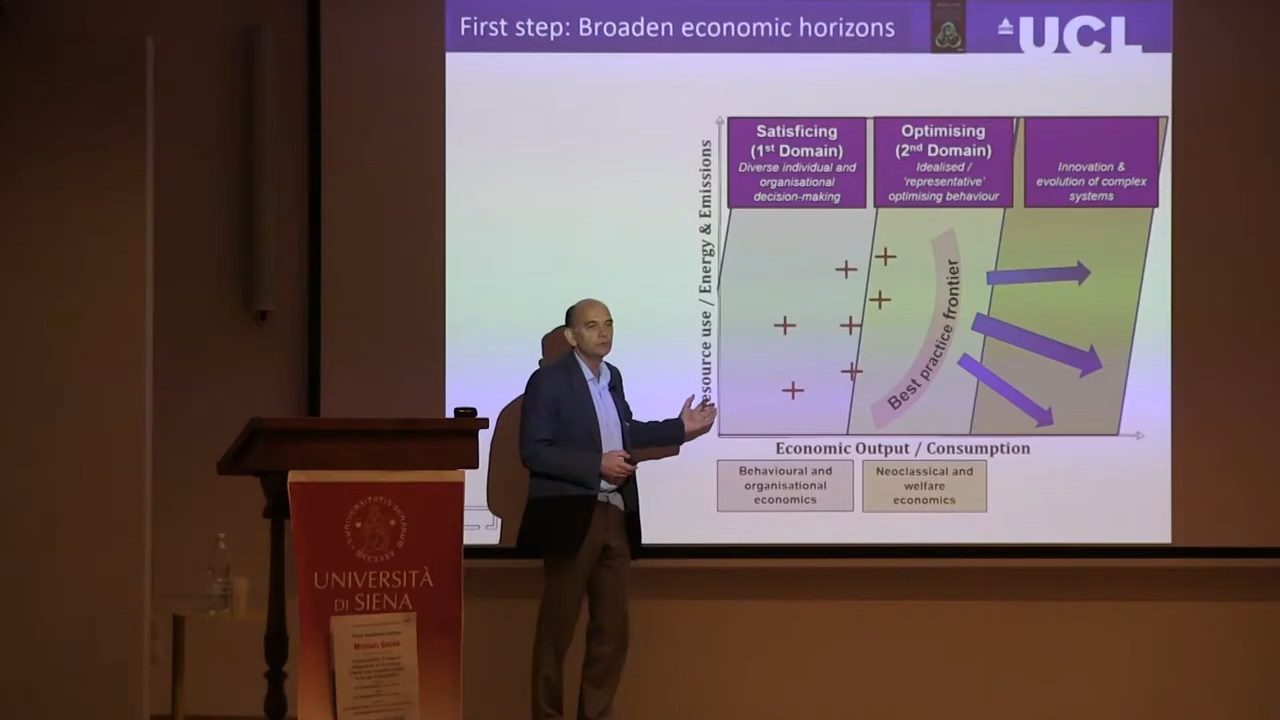 First step: Broaden economic horizons
UCL
Satisficing
(1st Domain)
Diverse individual and
organisational
decision-making
Optimising
(2nd Domain)
Idealised /
'representative'
optimising behaviour
Innovation &
evolution of complex
systems
esource use / Energy & Emissions
Best practice frontier
Economic Output / Consumption
Behavioural and
organisational
economics
Neoclassical and
welfare
economics
UNIVERSITÀ
DI SIENA